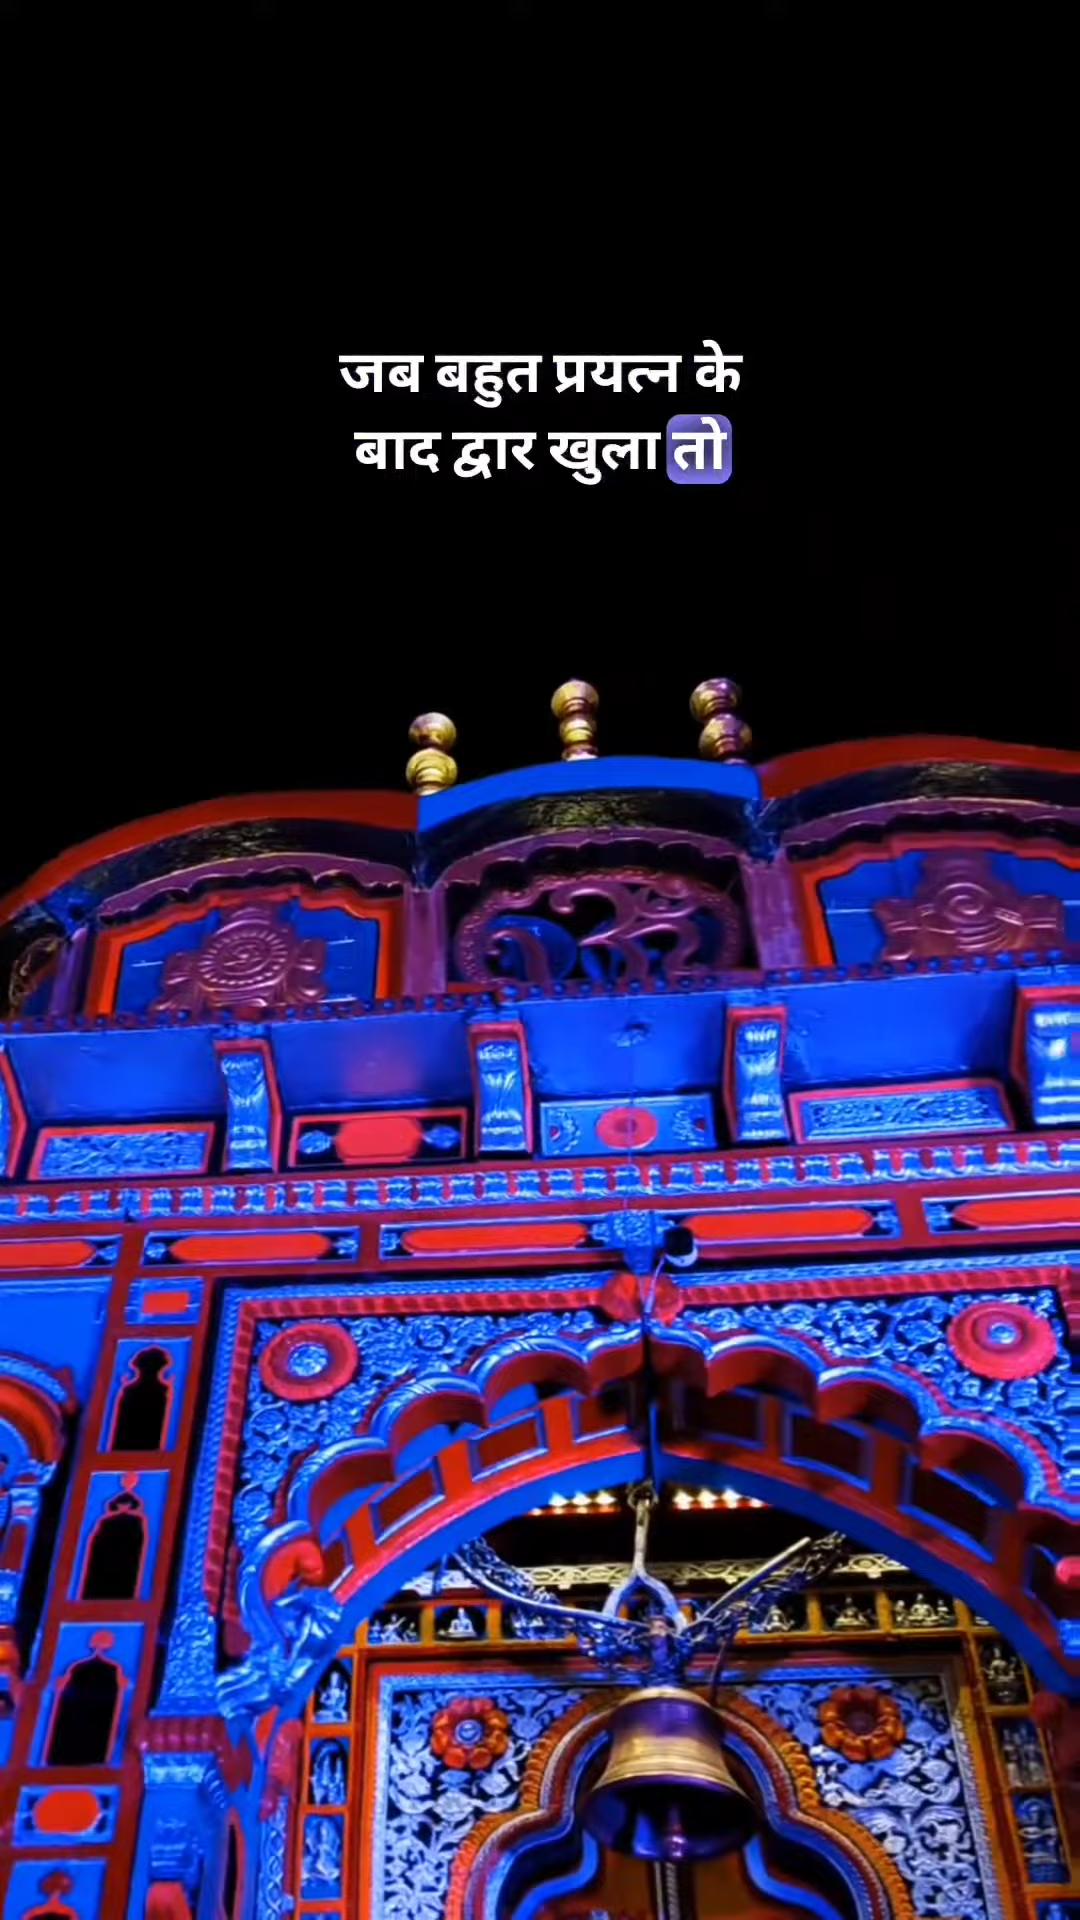 जब बहुत प्रयत्न के
बाद द्वार खुला तो
ॐ